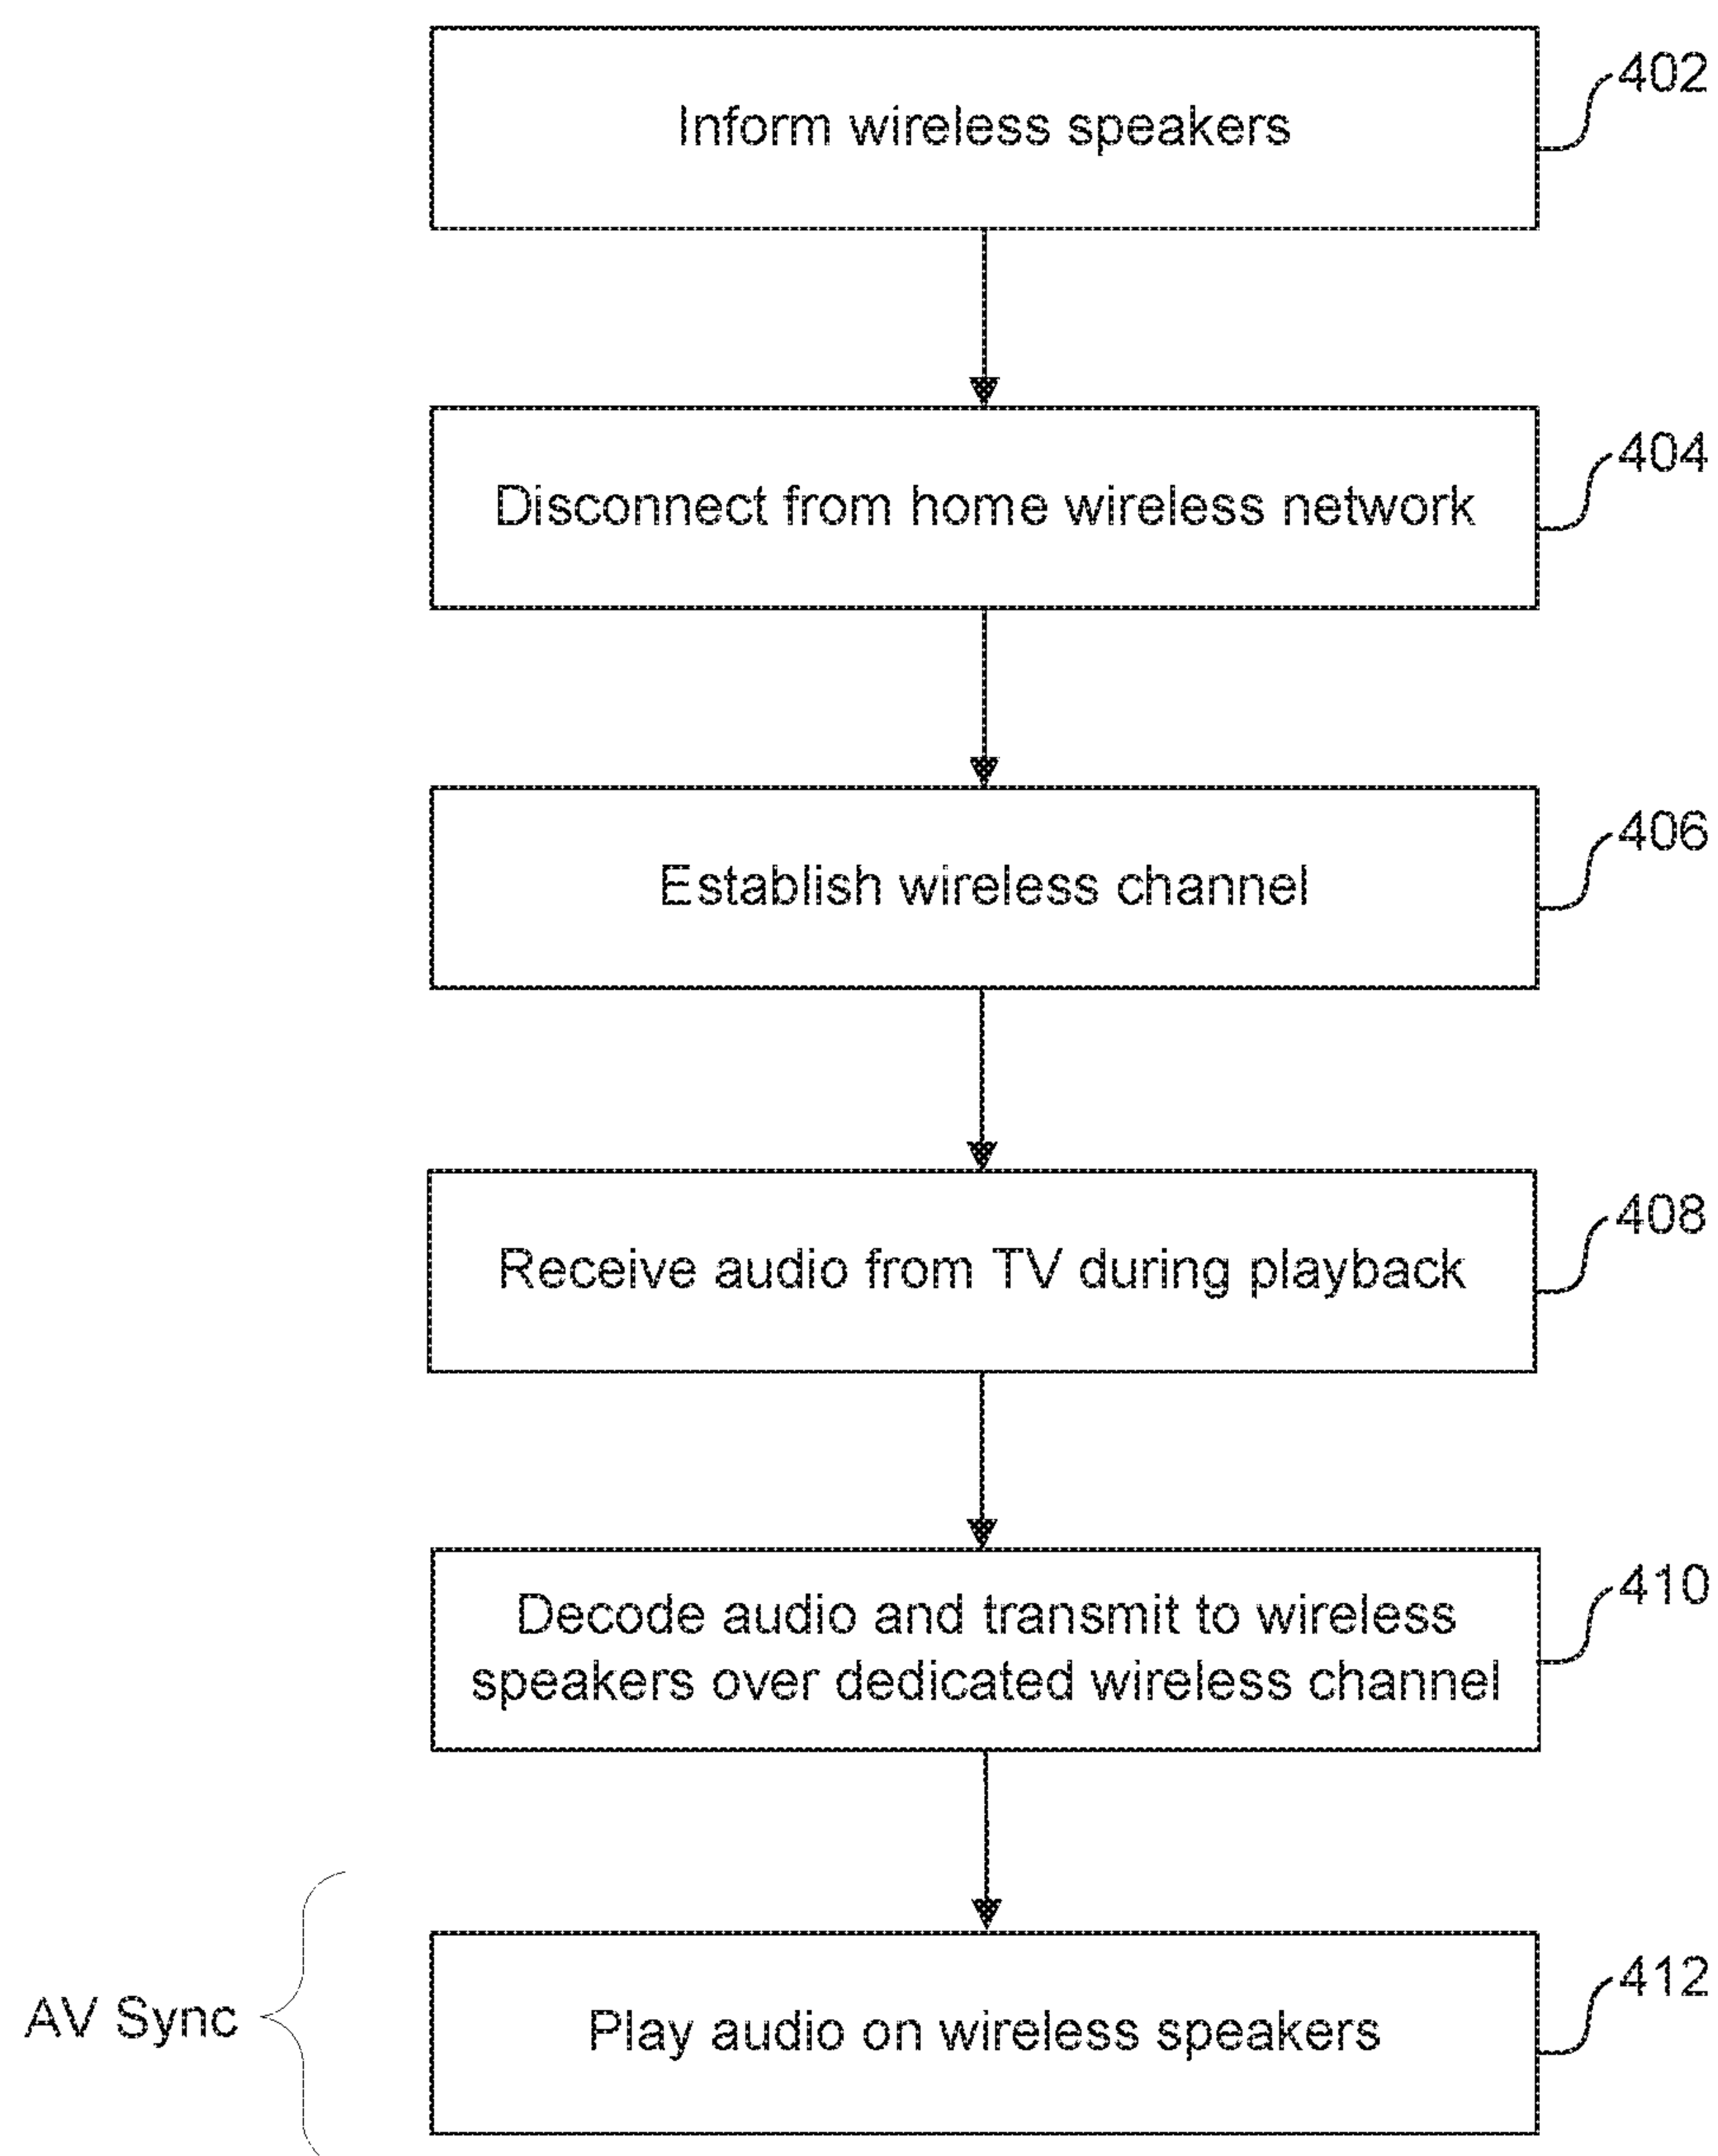 Inform wireless speakers
402
Disconnect from home wireless network
404
Establish wireless channel
406
Receive audio from TV during playback
408
Decode audio and transmit to wireless
speakers over dedicated wireless channel
410
AV Sync
Play audio on wireless speakers
412